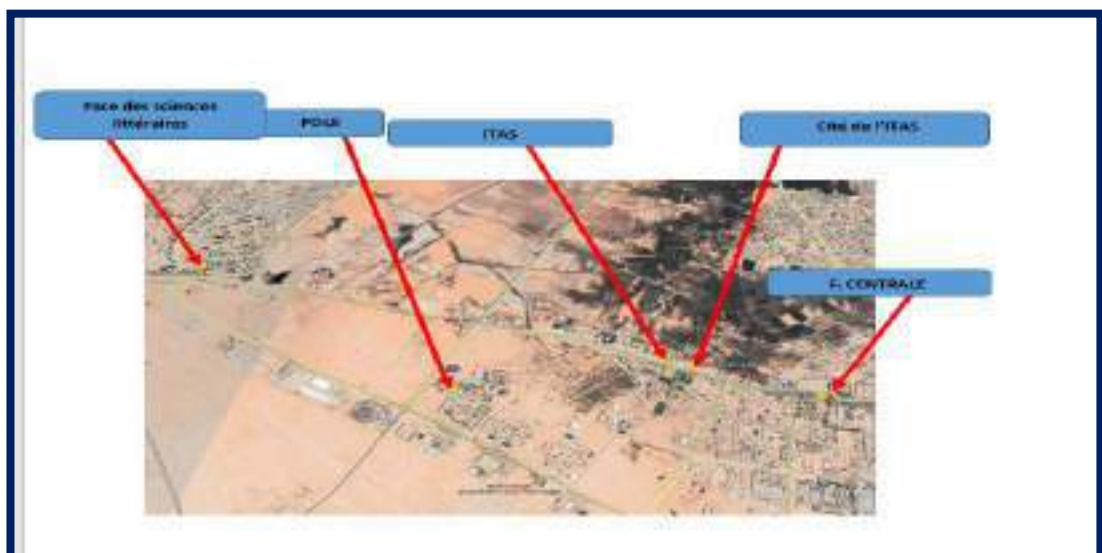 Face des sciences
littéraires
POLE
ITAS
Cité de l'ITAS
F. CENTRALE